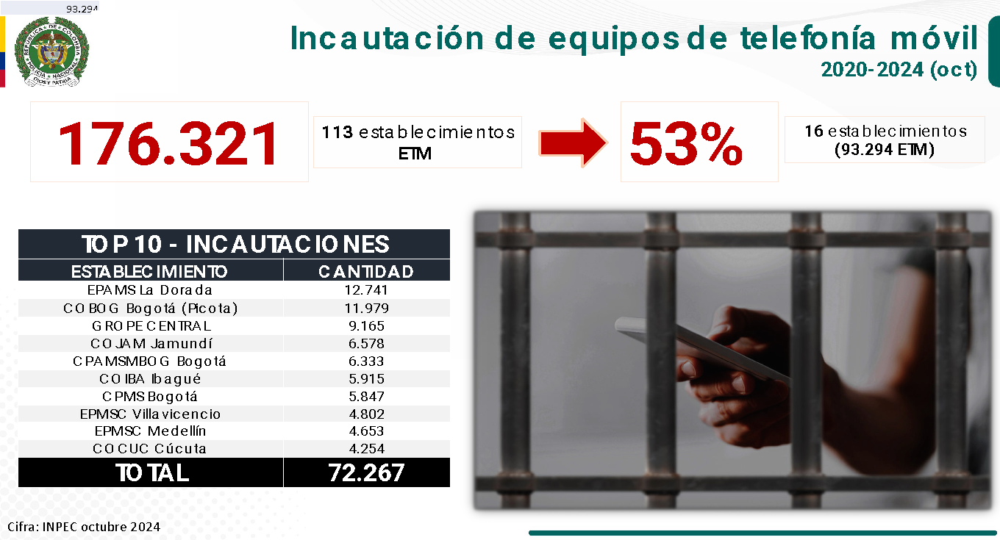 93.294
REPÚBLICA DE COLOMBIA
POLICÍA NACIONAL
DIOS Y PATRIA
Incautación de equipos de telefonía móvil
2020-2024 (oct)
176.321
113 establecimientos
ETM
53%
16 establecimientos
(93.294 ETM)
TOP 10 - INCAUTACIONES
ESTABLECIMIENTO CANTIDAD
EPAMS La Dorada 12.741
COBOG Bogotá (Picota) 11.979
GROPE CENTRAL 9.165
COJAM Jamundí 6.578
CPAMSMBOG Bogotá 6.333
COIBA Ibagué 5.915
CPMS Bogotá 5.847
EPMSC Villavicencio 4.802
EPMSC Medellín 4.653
COCUC Cúcuta 4.254
TOTAL 72.267
Cifra: INPEC octubre 2024